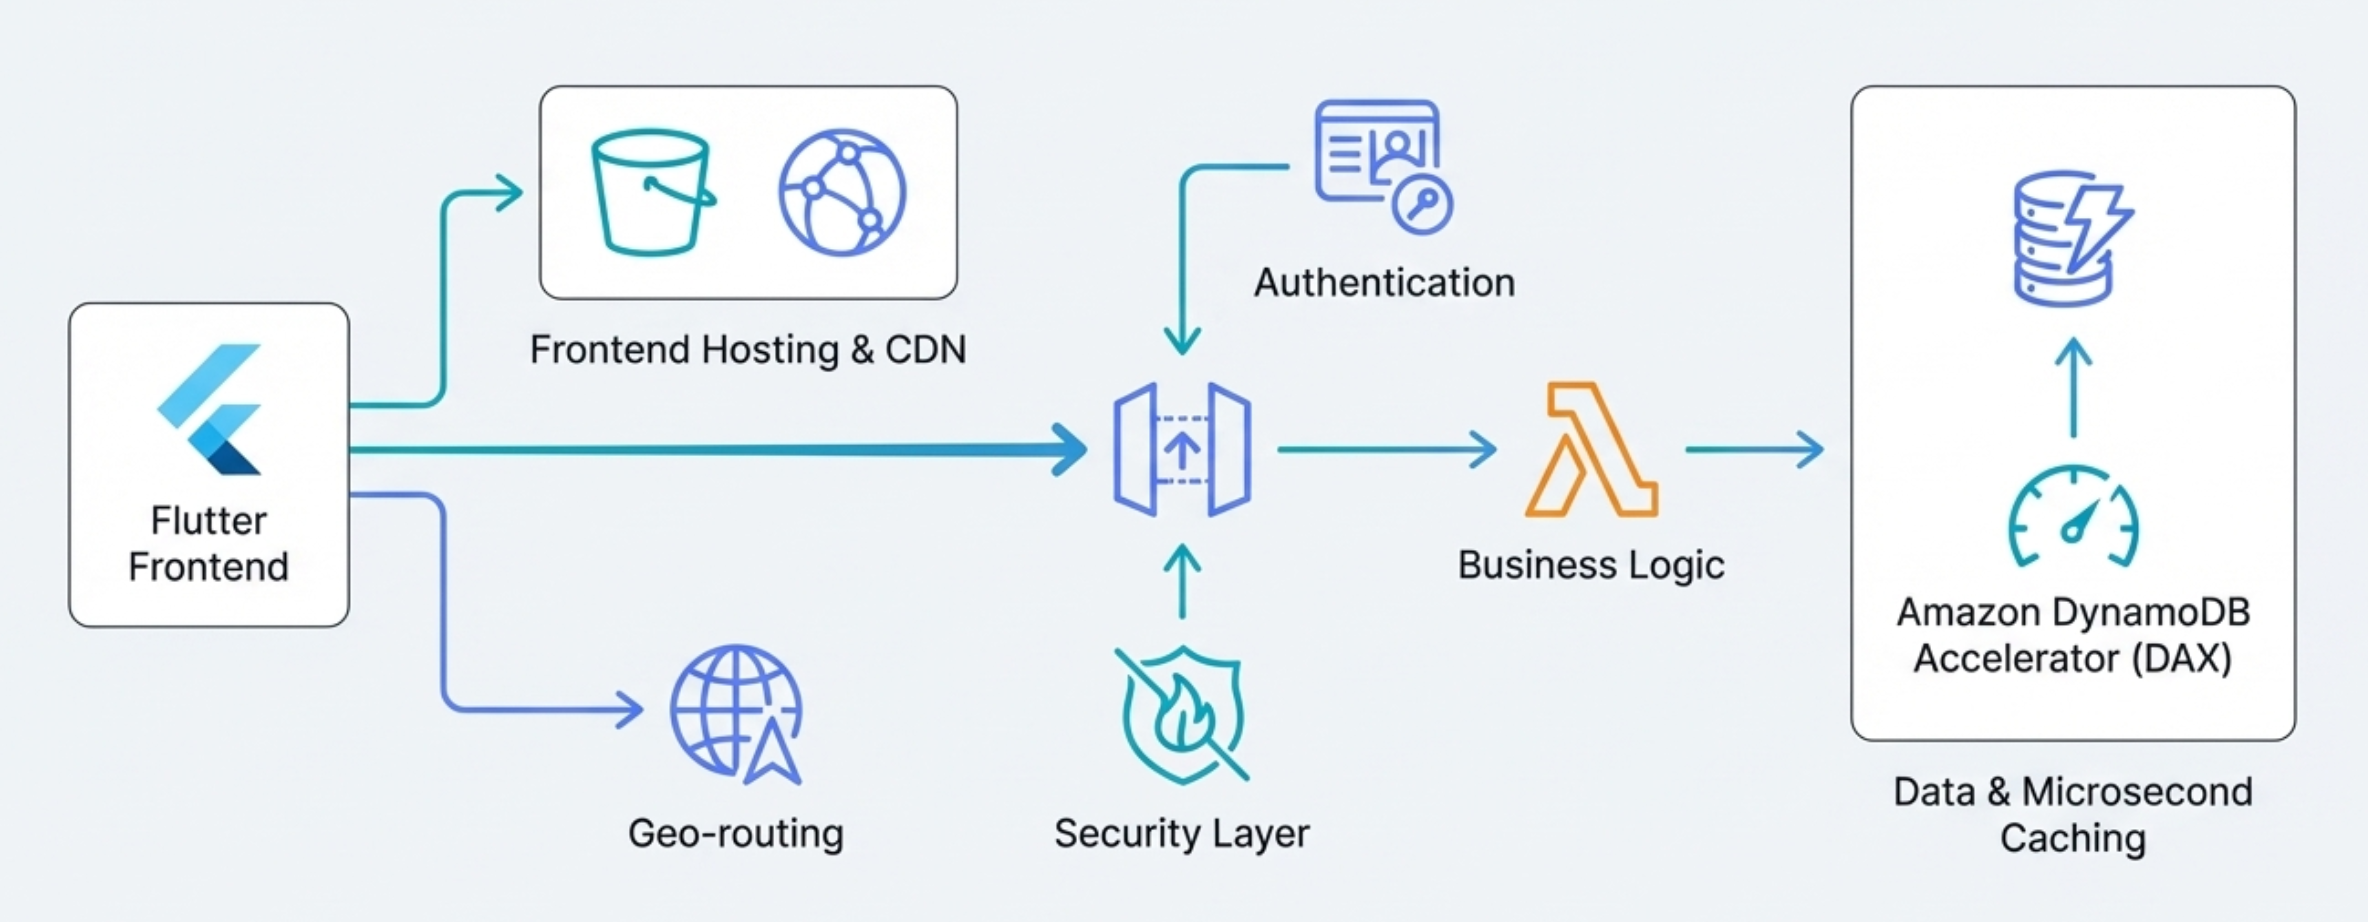 Flutter
Frontend
Frontend Hosting & CDN
Geo-routing
Authentication
Security Layer
Business Logic
Amazon DynamoDB
Accelerator (DAX)
Data & Microsecond
Caching